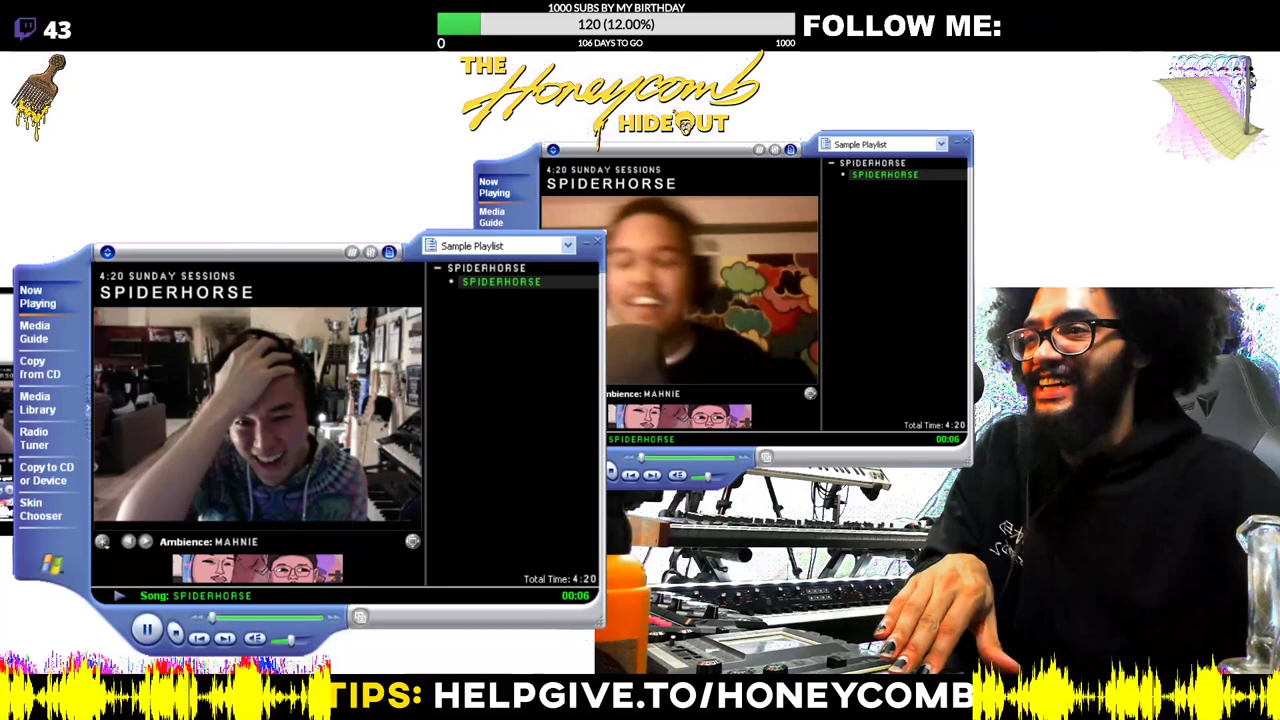 43
1000 SUBS BY MY BIRTHDAY
120 (12.00%)
0
106 DAYS TO GO
1000
FOLLOW ME:
THE
Honeycomb
HIDEOUT
Sample Playlist
4:20 SUNDAY SESSIONS
SPIDERHORSE
SPIDERHORSE
SPIDERHORSE
Now
Playing
Media
Guide
Ambience: MAHNIE
Total Time: 4:20
SPIDERHORSE
00:06
Sample Playlist
4:20 SUNDAY SESSIONS
SPIDERHORSE
SPIDERHORSE
SPIDERHORSE
Now
Playing
Media
Guide
Copy
from CD
Media
Library
Radio
Tuner
Copy to CD
or Device
Skin
Chooser
Ambience: MAHNIE
Total Time: 4:20
Song: SPIDERHORSE
00:06
TIPS: HELPGIVE.TO/HONEYCOMB